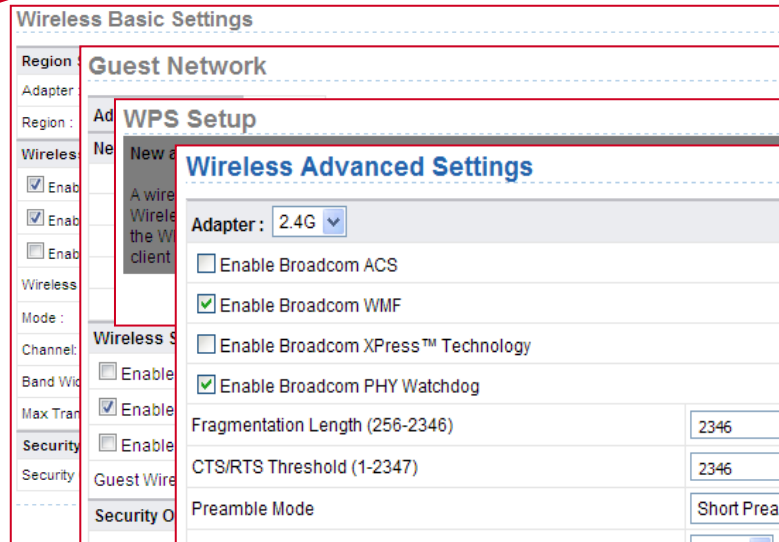 Wireless Basic Settings
Region
Adapter
Region :
Wireless
Enab
Enab
Enab
Wireless
Mode :
Channel:
Band Wid
Max Tran
Security
Security
Guest Network
Ad
Ne
Wireless S
Enable
Enable
Enable
Guest Wire
Security O
WPS Setup
New a
A wire
Wirele
the W
client
Wireless Advanced Settings
Adapter : 2.4G
Enable Broadcom ACS
Enable Broadcom WMF
Enable Broadcom XPress™ Technology
Enable Broadcom PHY Watchdog
Fragmentation Length (256-2346) 2346
CTS/RTS Threshold (1-2347) 2346
Preamble Mode Short Prea